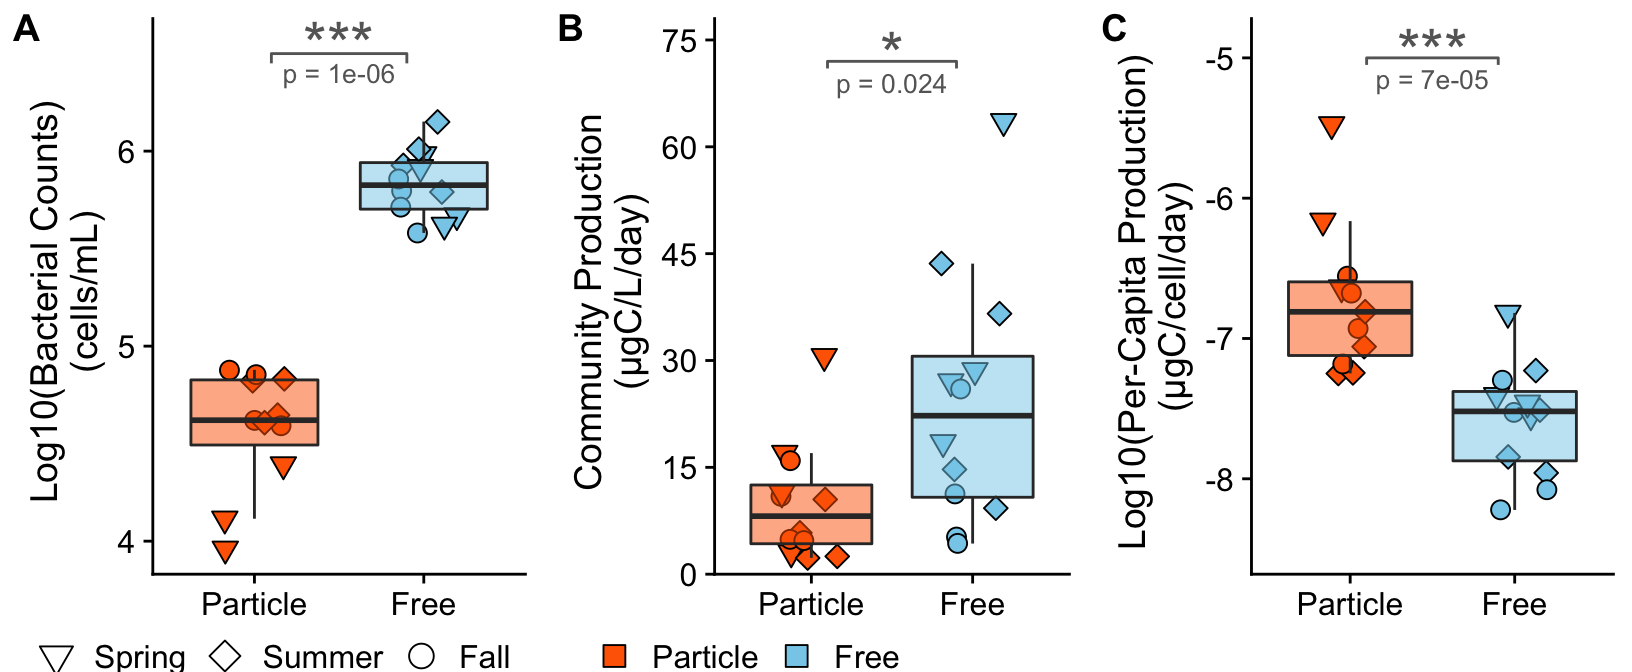 A
Log10(Bacterial Counts)
(cells/mL)
6
5
4
***
p = 1e-06
Particle
Free
B
Community Production
(µgC/L/day)
75
60
45
30
15
0
*
p = 0.024
Particle
Free
C
Log10(Per-Capita Production)
(µgC/cell/day)
-5
-6
-7
-8
***
p = 7e-05
Particle
Free
Spring Summer Fall Particle Free